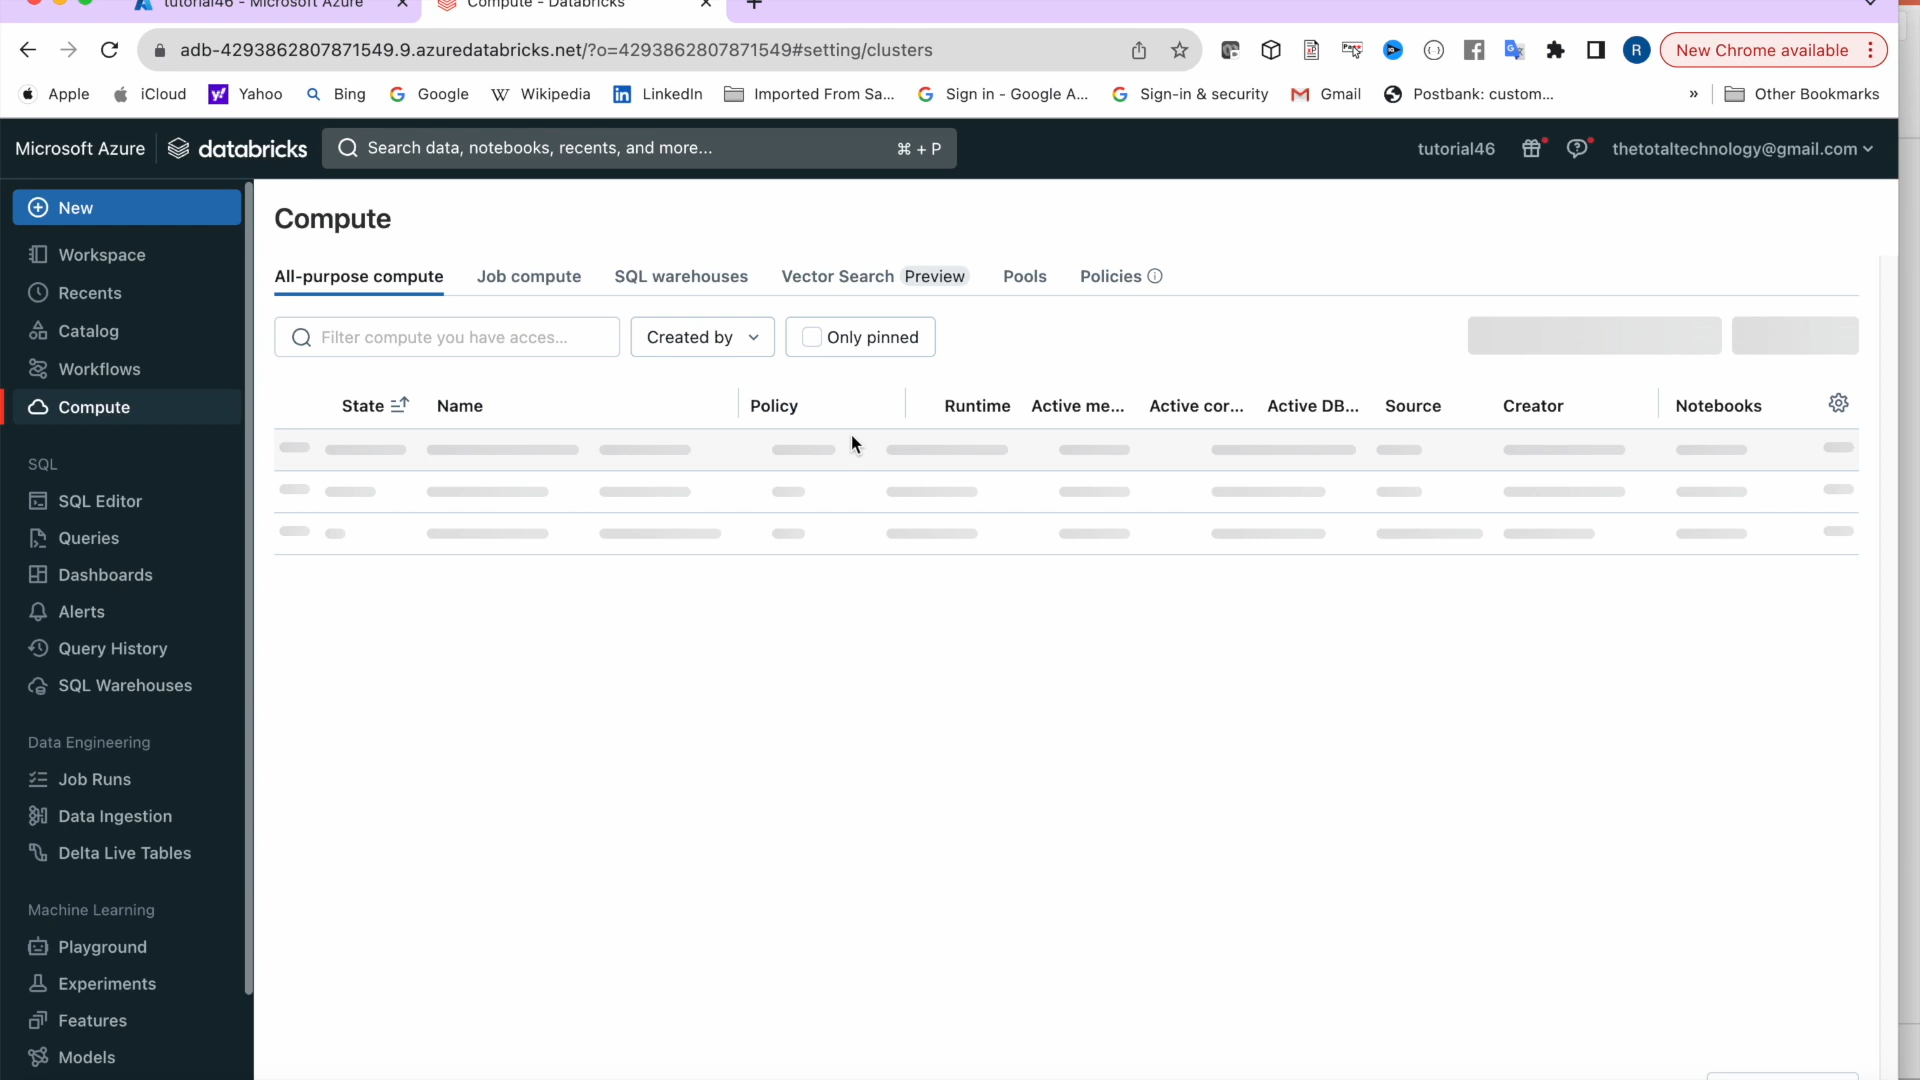 tutorial46 - Microsoft Azure
Compute - Databricks
adb-4293862807871549.9.azuredatabricks.net/?o=4293862807871549#setting/clusters
R
New Chrome available
Apple
iCloud
Yahoo
Bing
Google
Wikipedia
LinkedIn
Imported From Sa...
Sign in - Google A...
Sign-in & security
Gmail
Postbank: custom...
»
Other Bookmarks
Microsoft Azure
databricks
Search data, notebooks, recents, and more...
⌘ + P
tutorial46
thetotaltechnology@gmail.com
New
Workspace
Recents
Catalog
Workflows
Compute
SQL
SQL Editor
Queries
Dashboards
Alerts
Query History
SQL Warehouses
Data Engineering
Job Runs
Data Ingestion
Delta Live Tables
Machine Learning
Playground
Experiments
Features
Models
Compute
All-purpose compute
Job compute
SQL warehouses
Vector Search Preview
Pools
Policies
Filter compute you have acces...
Created by
Only pinned
State
Name
Policy
Runtime
Active me...
Active cor...
Active DB...
Source
Creator
Notebooks